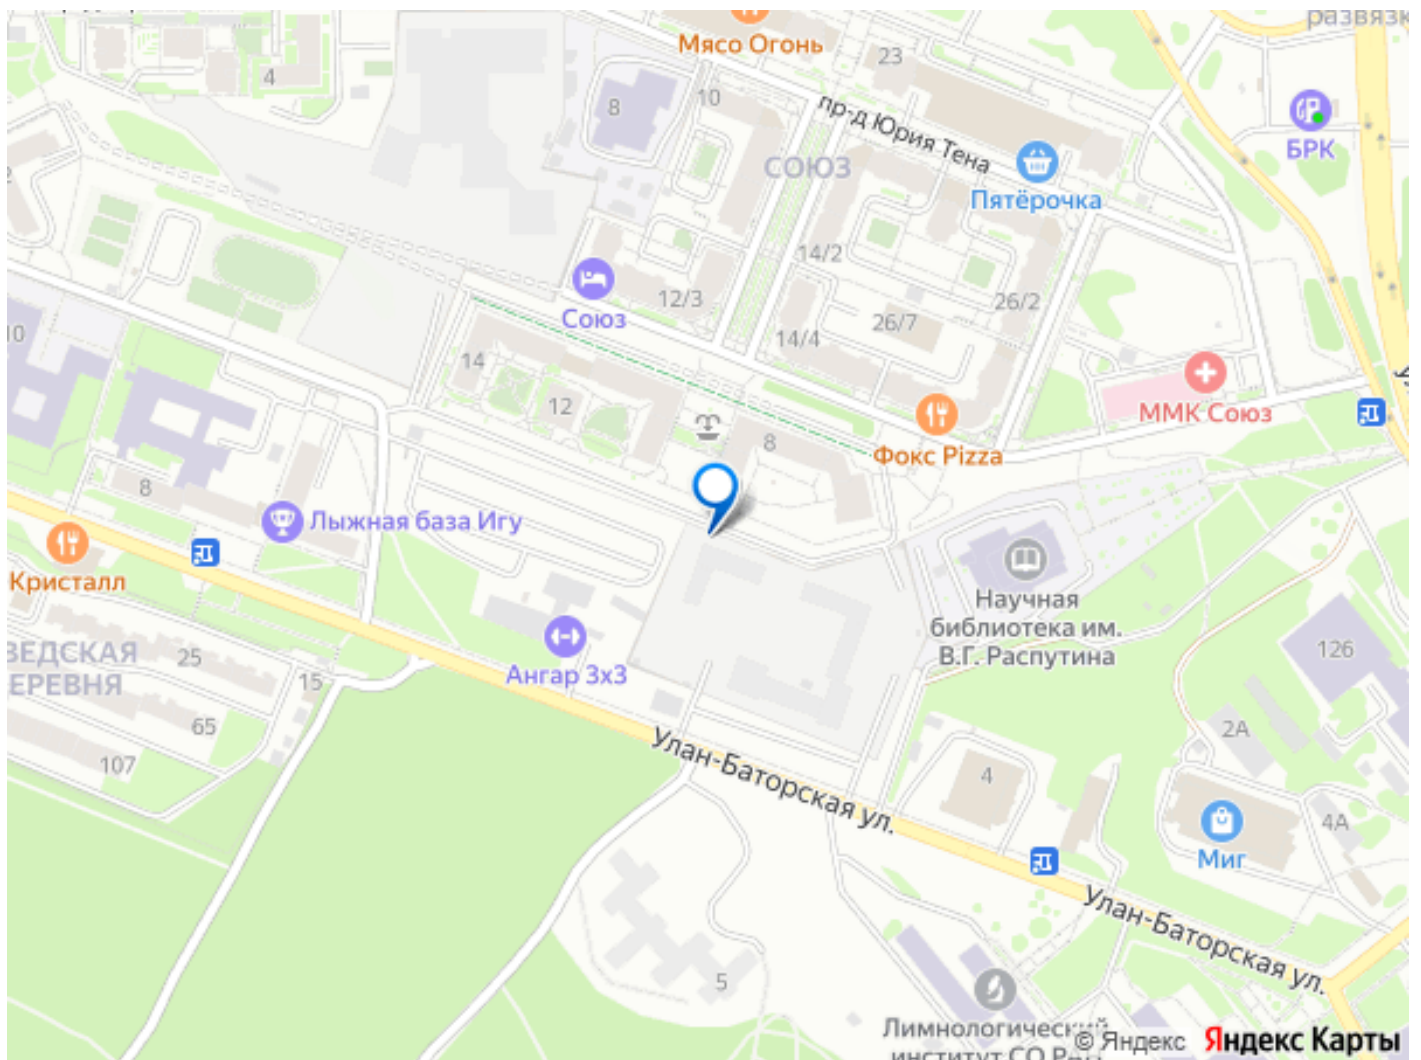 развязк
Мясо Огонь
23
4
10
8
пр-д Юрия Тена
БРК
СОЮЗ
Пятёрочка
14/2
12/3
26/2
Союз
26/7
14/4
10
14
12
ММК Союз
8
Фокс Pizza
8
Лыжная база Игу
Кристалл
Научная
библиотека им.
В.Г. Распутина
ВЕДСКАЯ
ЕРЕВНЯ
25
15
Ангар 3х3
126
65
107
2А
Улан-Баторская ул.
4
4А
Миг
Улан-Баторская ул.
5
Лимнологический
институт СО РАН
© Яндекс
Яндекс Карты